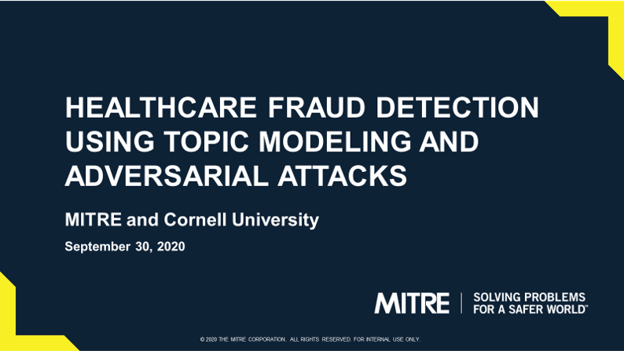 HEALTHCARE FRAUD DETECTION
USING TOPIC MODELING AND
ADVERSARIAL ATTACKS
MITRE and Cornell University
September 30, 2020
MITRE | SOLVING PROBLEMS
FOR A SAFER WORLD™
© 2020 THE MITRE CORPORATION. ALL RIGHTS RESERVED. FOR INTERNAL USE ONLY.